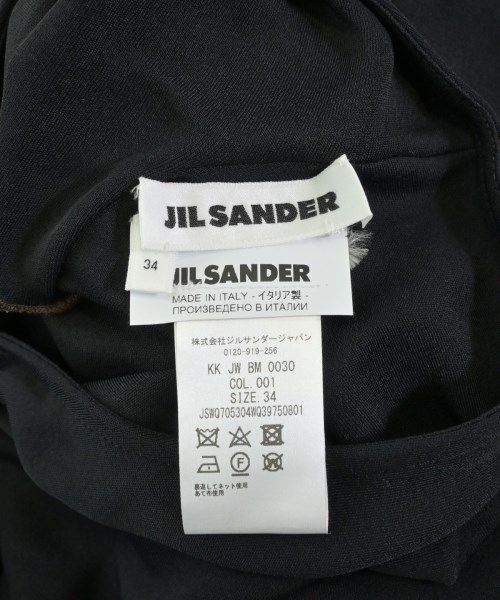 JIL SANDER
34
JIL SANDER
MADE IN ITALY - イタリア製 -
ПРОИЗВЕДЕНО В ИТАЛИИ
株式会社ジルサンダージャパン
0120-919-256
KK JW BM 0030
COL.001
SIZE.34
JSWQ705304WQ39750801
裏返してネット使用
あて布使用